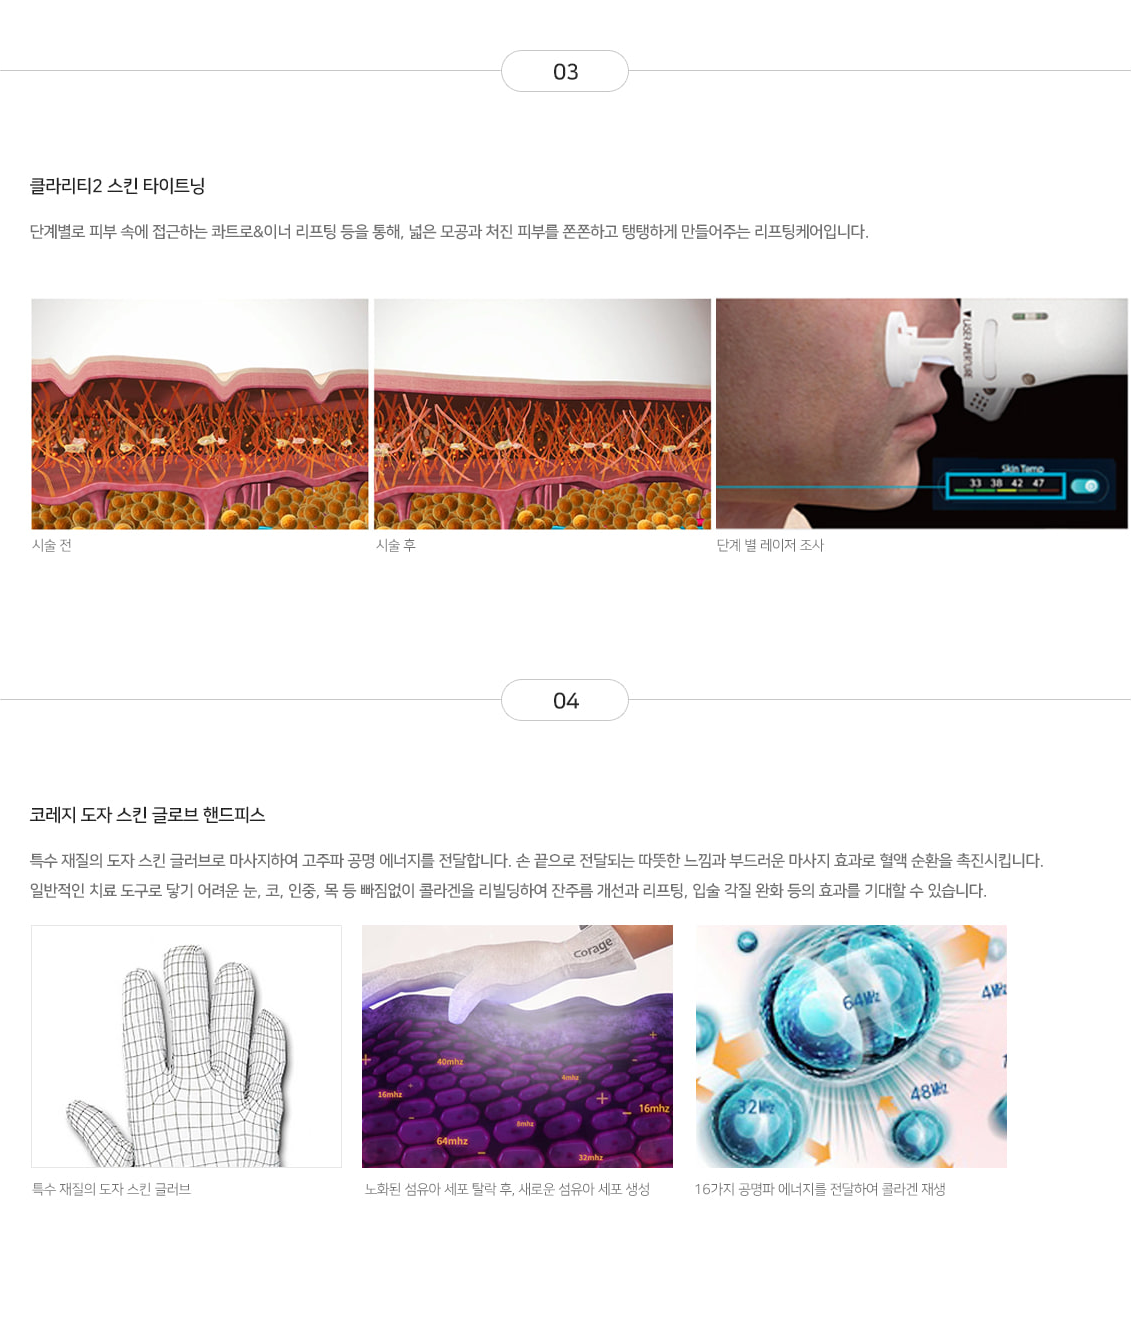 03
클라리티2 스킨 타이트닝
단계별로 피부 속에 접근하는 콰트로&이너 리프팅 등을 통해, 넓은 모공과 처진 피부를 쫀쫀하고 탱탱하게 만들어주는 리프팅케어입니다.
LASER APERTURE
Skin Temp
33 38 42 47
시술 전
시술 후
단계 별 레이저 조사
04
코레지 도자 스킨 글로브 핸드피스
특수 재질의 도자 스킨 글러브로 마사지하여 고주파 공명 에너지를 전달합니다. 손 끝으로 전달되는 따뜻한 느낌과 부드러운 마사지 효과로 혈액 순환을 촉진시킵니다.
일반적인 치료 도구로 닿기 어려운 눈, 코, 인중, 목 등 빠짐없이 콜라겐을 리빌딩하여 잔주름 개선과 리프팅, 입술 각질 완화 등의 효과를 기대할 수 있습니다.
Corage
40mhz
4mhz
16mhz
16mhz
8mhz
64mhz
32mhz
64MHz
4MHz
48MHz
32MHz
특수 재질의 도자 스킨 글러브
노화된 섬유아 세포 탈락 후, 새로운 섬유아 세포 생성
16가지 공명파 에너지를 전달하여 콜라겐 재생